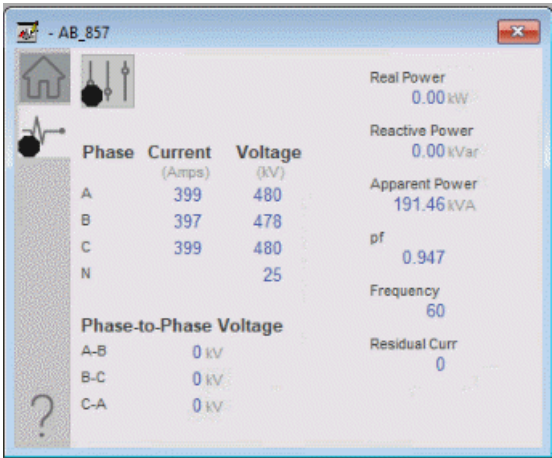 - AB_857
Real Power
0.00 kW
Reactive Power
0.00 kVar
Apparent Power
191.46 kVA
pf
0.947
Frequency
60
Residual Curr
0
Phase Current Voltage
(Amps) (kV)
A 399 480
B 397 478
C 399 480
N 25
Phase-to-Phase Voltage
A-B 0 kV
B-C 0 kV
C-A 0 kV
?